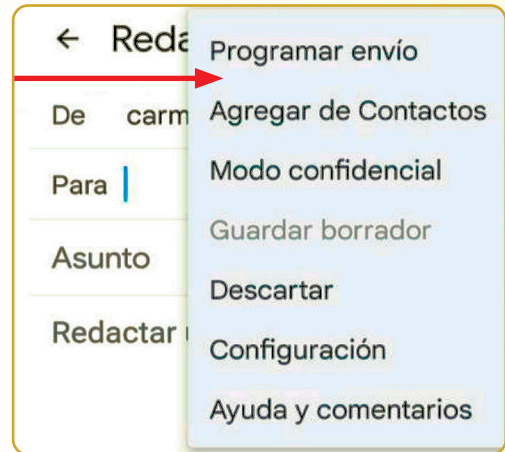 ← Reda
De carm
Para
Asunto
Redactar
Programar envío
Agregar de Contactos
Modo confidencial
Guardar borrador
Descartar
Configuración
Ayuda y comentarios